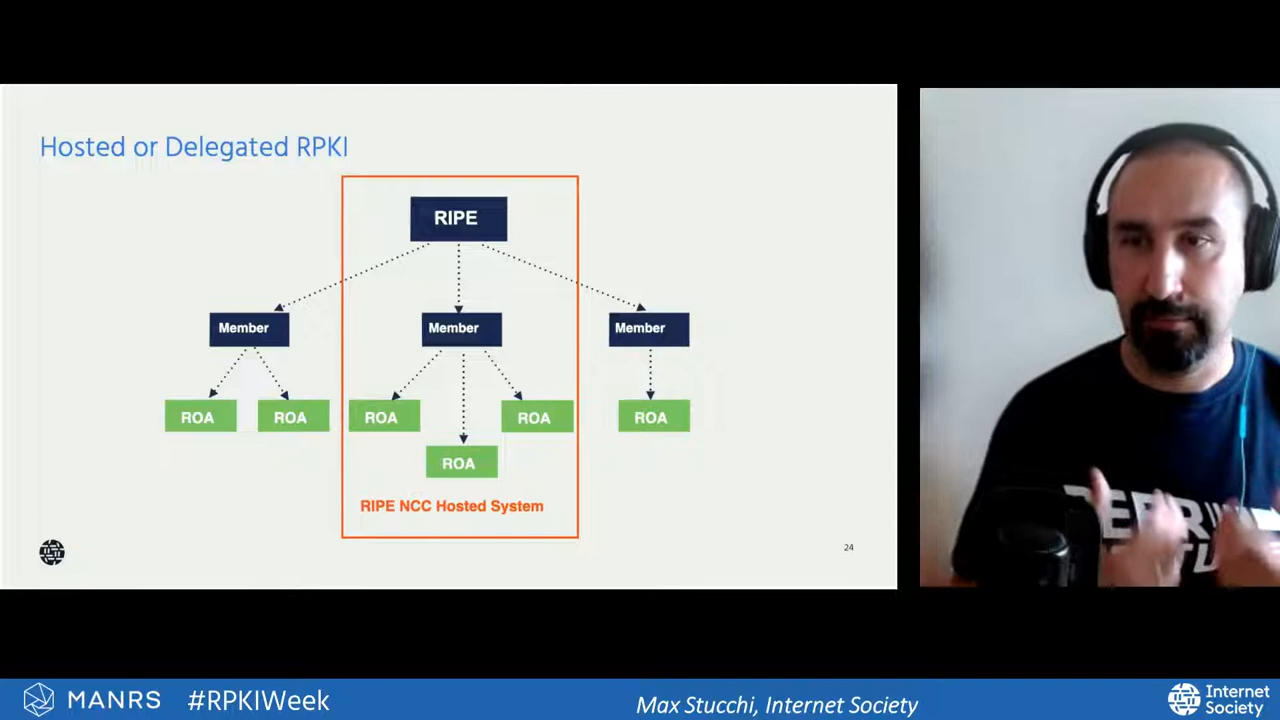 Hosted or Delegated RPKI
RIPE
Member
Member
Member
ROA
ROA
ROA
ROA
ROA
ROA
RIPE NCC Hosted System
24
MANRS
#RPKIWeek
Max Stucchi, Internet Society
Internet
Society